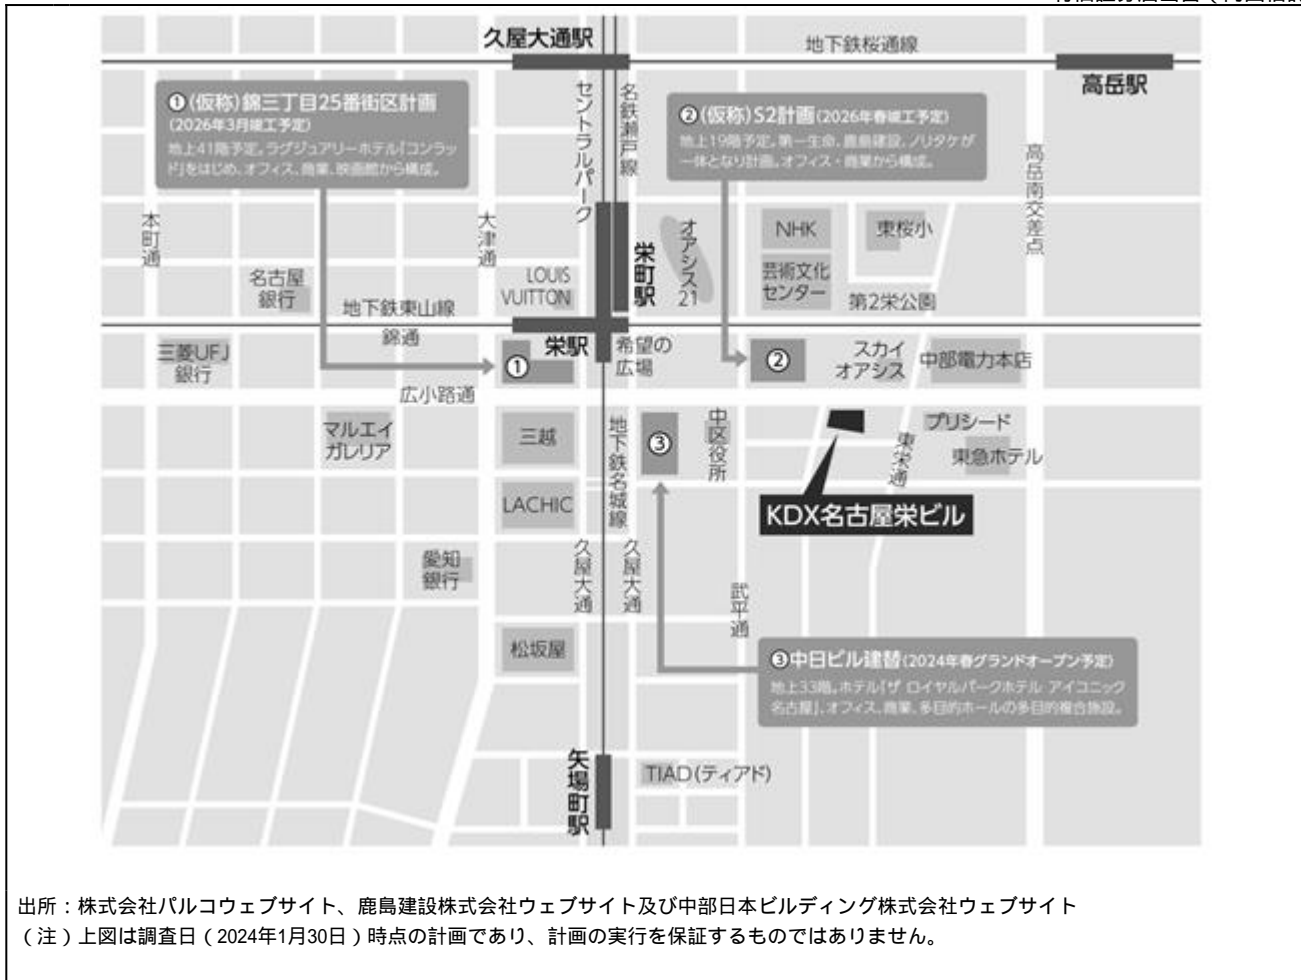 久屋大通駅
地下鉄桜通線
高岳駅
①(仮称)錦三丁目25番街区計画
(2026年3月竣工予定)
地上41階予定。ラグジュアリーホテル「コンラッ
ド」をはじめ、オフィス、商業、映画館から構成。
セントラルパーク
名鉄瀬戸線
②(仮称)S2計画(2026年春竣工予定)
地上19階予定。第一生命、鹿島建設、ノリタケが
一体となり計画。オフィス・商業から構成。
高岳南交差点
本町通
大津通
名古屋
銀行
LOUIS
VUITTON
栄町駅
オアシス21
NHK
東桜小
芸術文化
センター
第2栄公園
地下鉄東山線
錦通
栄駅
希望の
広場
三菱UFJ
銀行
①
②
スカイ
オアシス
中部電力本店
広小路通
マルエイ
ガレリア
三越
地下鉄名城線
③
中区役所
プリシード
東栄通
東急ホテル
LACHIC
KDX名古屋栄ビル
愛知
銀行
久屋大通
久屋大通
武平通
松坂屋
③中日ビル建替(2024年春グランドオープン予定)
地上33階。ホテル「ザ ロイヤルパークホテル アイコニック
名古屋」、オフィス、商業、多目的ホールの多目的複合施設。
矢場町駅
TIAD(ティアド)
出所：株式会社パルコウェブサイト、鹿島建設株式会社ウェブサイト及び中部日本ビルディング株式会社ウェブサイト
（注）上図は調査日（2024年1月30日）時点の計画であり、計画の実行を保証するものではありません。